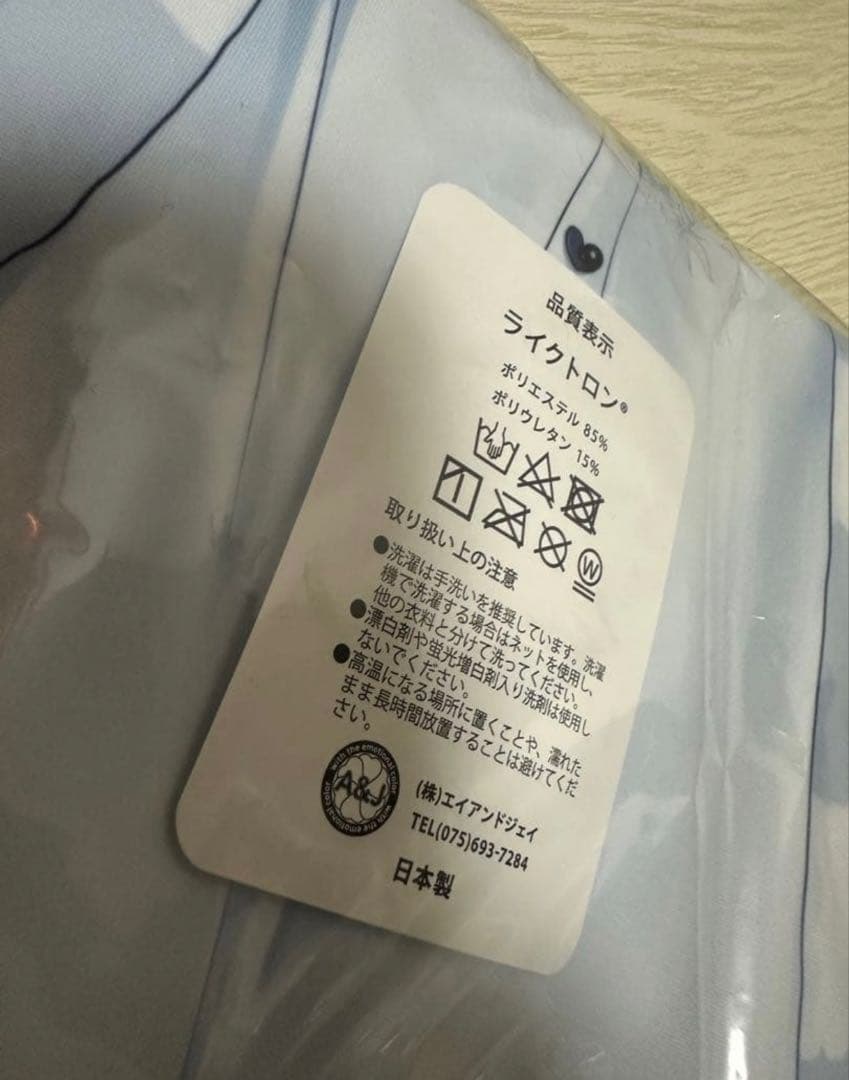 品質表示
ライクトロン®
ポリエステル 85%
ポリウレタン 15%
W
取り扱い上の注意
●洗濯は手洗いを推奨しています。洗濯
機で洗濯する場合はネットを使用し、
他の衣料と分けて洗ってください。
●漂白剤や蛍光増白剤入り洗剤は使用し
ないでください。
●高温になる場所に置くことや、濡れた
まま長時間放置することは避けてくだ
さい。
with the emotional color
with the emotional color
A&J
(株)エイアンドジェイ
TEL(075)693-7284
日本製